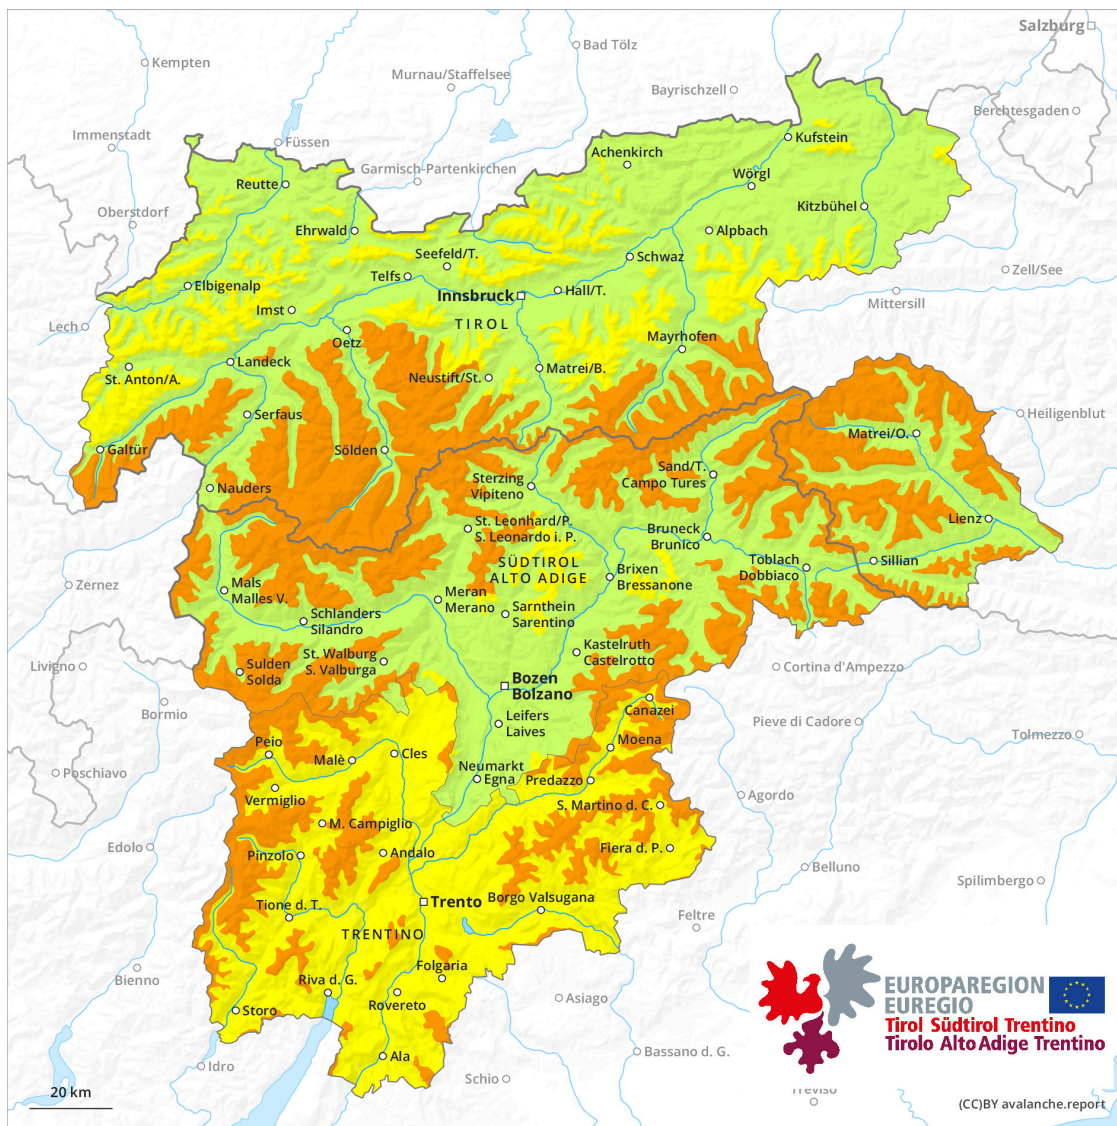 Salzburg
Bad Tölz
Kempten
Murnau/Staffelsee
Bayrischzell
Berchtesgaden
Immenstadt
Füssen
Kufstein
Achenkirch
Garmisch-Partenkirchen
Wörgl
Reutte
Oberstdorf
Kitzbühel
Ehrwald
Alpbach
Seefeld/T.
Schwaz
Zell/See
Telfs
Elbigenalp
Hall/T.
Innsbruck
Mittersill
Imst
TIROL
Lech
Mayrhofen
Oetz
Landeck
Matrei/B.
St. Anton/A.
Neustift/St.
Serfaus
Heiligenblut
Matrei/O.
Galtür
Sölden
Sand/T.
Campo Tures
Sterzing
Vipiteno
Nauders
Lienz
St. Leonhard/P.
S. Leonardo i. P.
Bruneck
Brunico
Toblach
Dobbiaco
Sillian
SÜDTIROL
ALTO ADIGE
Brixen
Bressanone
Zernez
Mals
Malles V.
Meran
Merano
Sarnthein
Sarentino
Schlanders
Silandro
Kastelruth
Castelrotto
St. Walburg
S. Valburga
Livigno
Sulden
Solda
Cortina d'Ampezzo
Bozen
Bolzano
Bormio
Canazei
Leifers
Laives
Pieve di Cadore
Tolmezzo
Peio
Moena
Cles
Malè
Poschiavo
Neumarkt
Egna
Predazzo
Vermiglio
Agordo
S. Martino d. C.
M. Campiglio
Edolo
Pinzolo
Andalo
Fiera d. P.
Belluno
Spilimbergo
Tione d. T.
Trento
Borgo Valsugana
Feltre
TRENTINO
Bienno
Folgaria
Riva d. G.
EUROPAREGION
EUREGIO
Tirol Südtirol Trentino
Tirolo Alto Adige Trentino
Storo
Rovereto
Asiago
Ala
Bassano d. G.
Idro
Schio
20 km
Treviso
(CC)BY avalanche.report